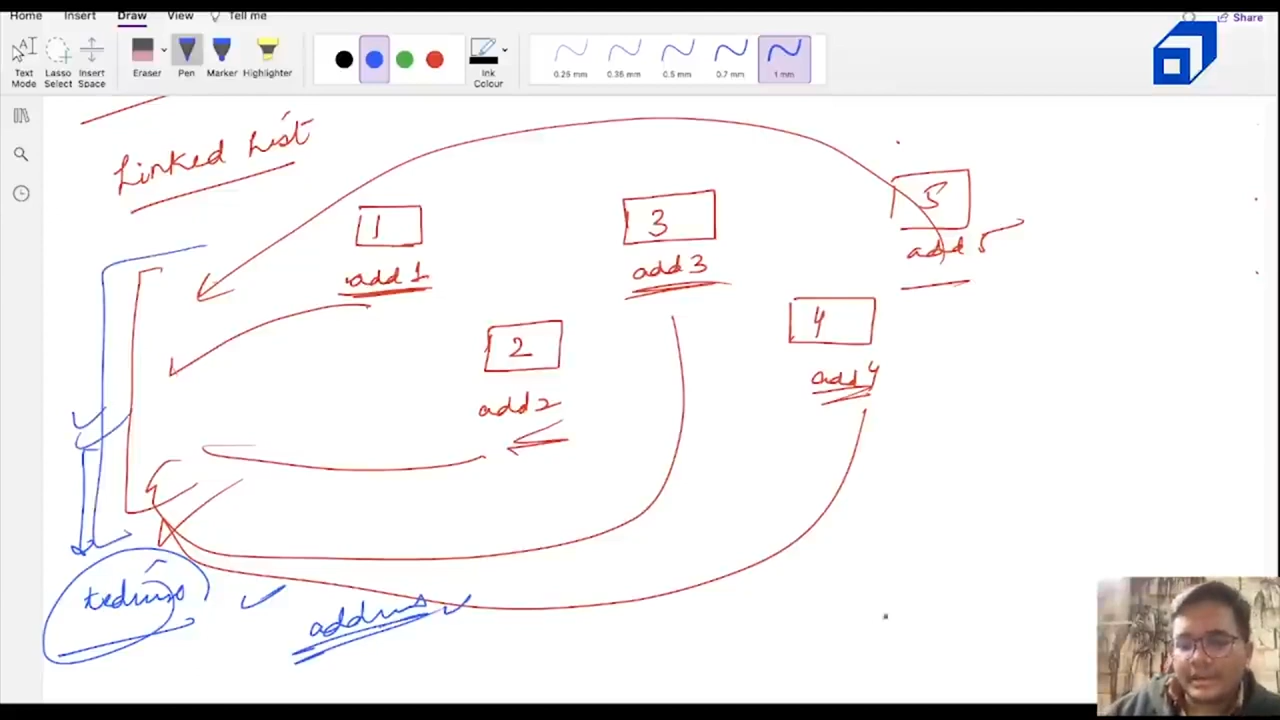 Home Insert Draw View Tell me
Share
Text Mode
Lasso Select
Insert Space
Eraser
Pen
Marker
Highlighter
Ink Colour
0.25 mm
0.35 mm
0.5 mm
0.7 mm
1 mm
Linked List
1
add 1
3
add 3
5
add 5
2
add 2
4
add 4
address